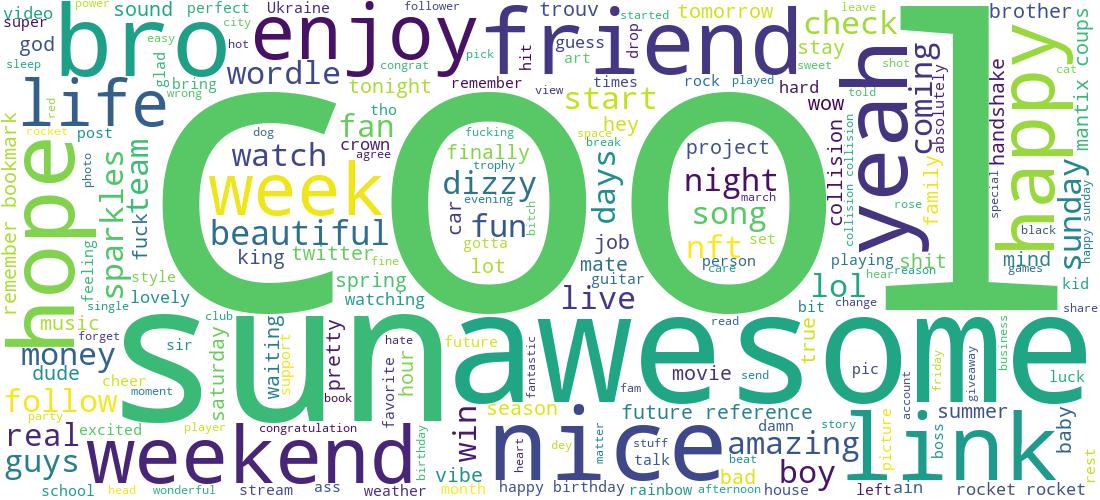 video
super
god
sleep
power
sound
perfect
city
easy
glad
bring
wrong
hot
bro
Ukraine
congrat
enjoy
follower
pick
hit
friend
trouv
guess
art
drop
started
tomorrow
check
stay
sweet
leave
shot
told
yeah
coming
absolutely
brother
handshake
special
happy
cat
mantix coups
life
red
rocket
post
photo
wordle
tonight
remember
view
times
rock
played
hard
wow
start
hey
space
break
days
tho
fan
crown
agree
cool
dog
watch
week
beautiful
king
twitter
fine
fucking
finally
trophy
dizzy
evening
car
fun
bitch
gotta
lot
project
night
march
song
nft
set
person
care
collision
collision collision
family
rose
playing
shit
hear
reason
black
mind
games
kid
sunday
happy sunday
share
remember bookmark
hope
feeling
sparkles
team
fuck
style
lovely
single
spring
watching
job
mate
guitar
live
lol
bit
change
music
forget
money
dude
cheer
moment
sir
club
saturday
sun
waiting
support
pretty
book
hate
favorite
hour
future
awesome
fantastic
read
fam
movie
send
true
pic
account
friday
giveaway
business
luck
follow
party
real
guys
excited
player
school
head
wonderful
weekend
congratulation
stream
ass
weather
birthday
vibe
month
win
season
nice
heart
dey
matter
stuff
talk
future reference
damn
story
amazing
beat
bad
boy
happy birthday
rainbow
afternoon
house
picture
left
ain
link
boss
summer
baby
rest
rocket rocket